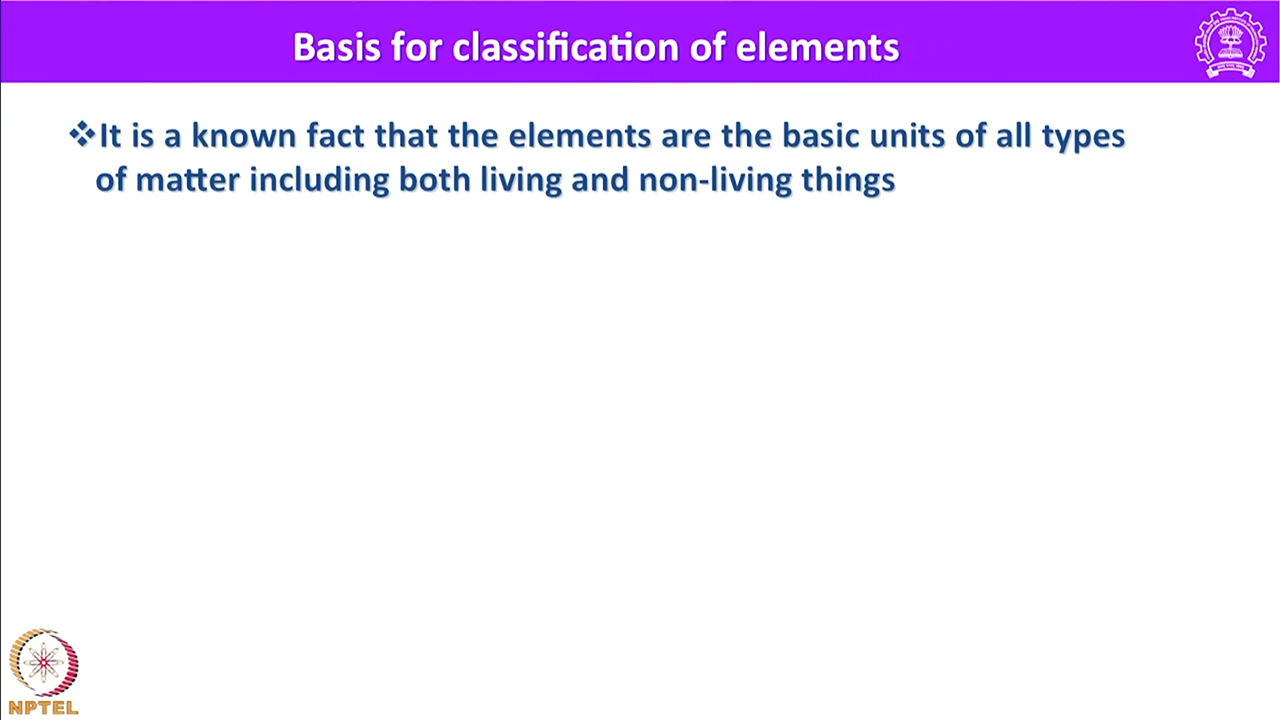 Basis for classification of elements
❖It is a known fact that the elements are the basic units of all types
of matter including both living and non-living things
NPTEL